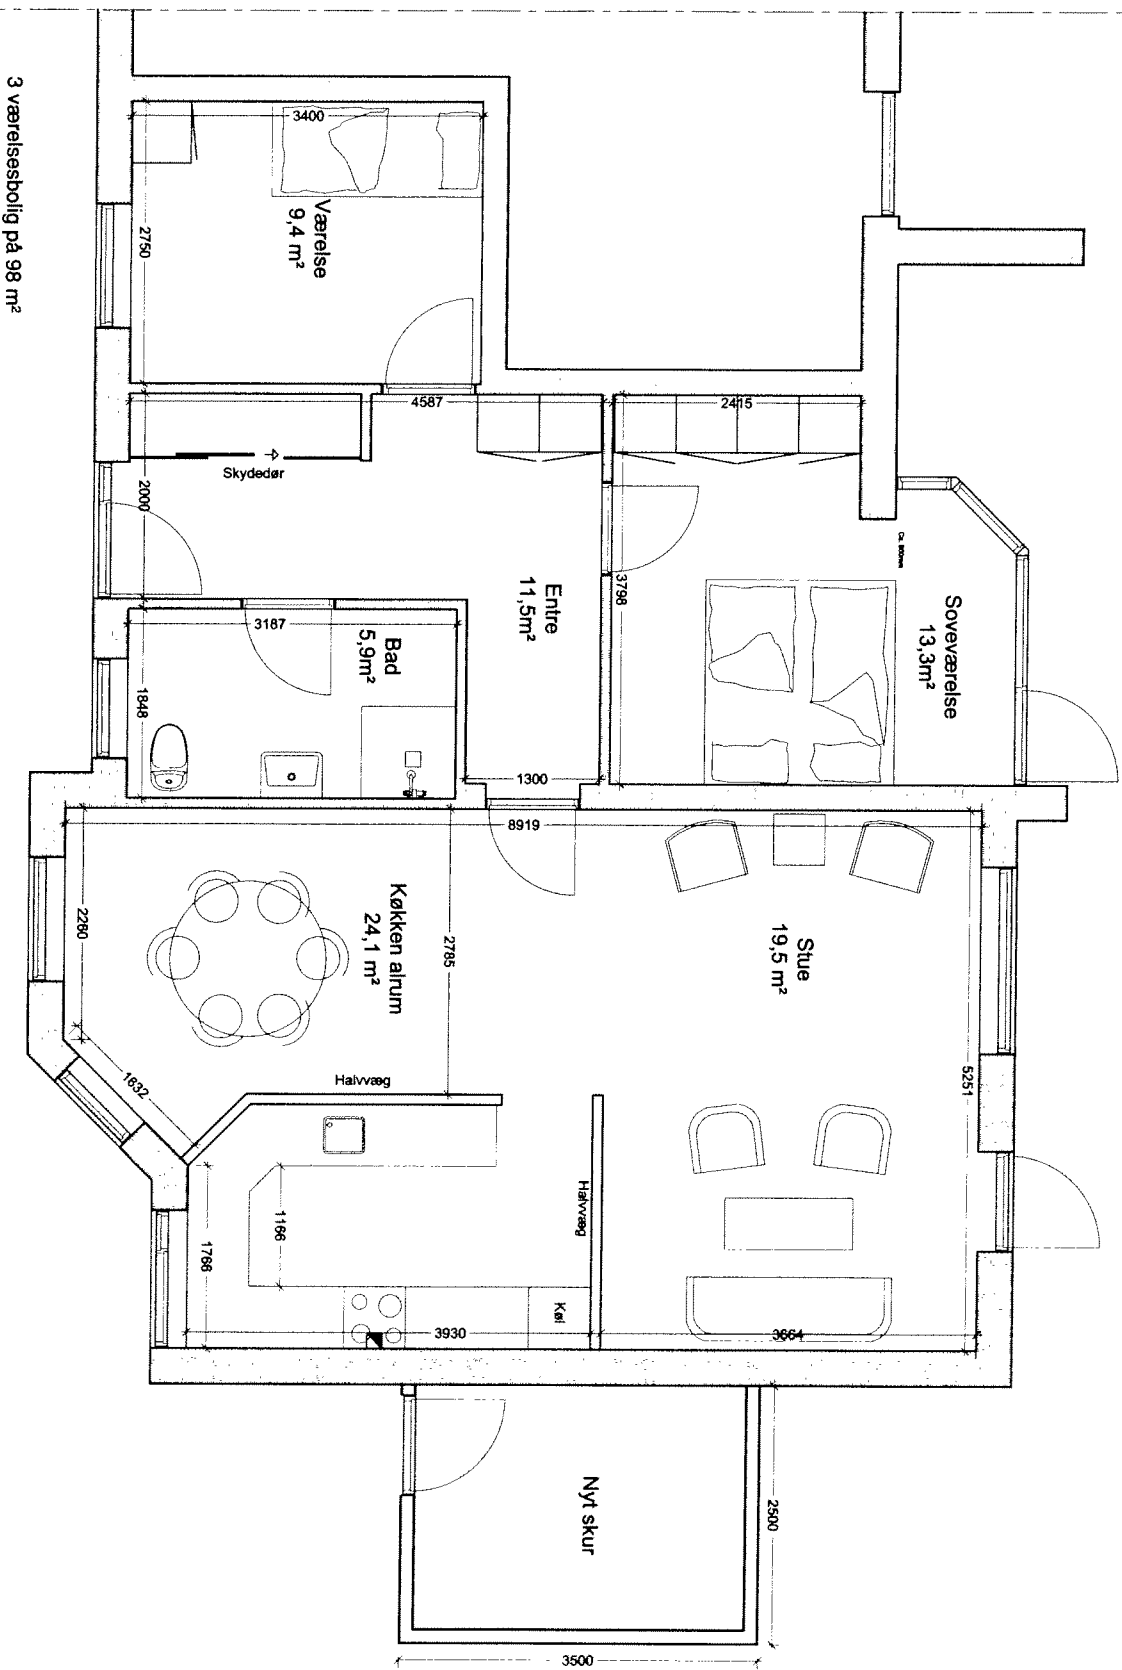 3 værelsesbolig på 98 m²
3400
Værelse
9,4 m²
2750
4587
2415
Skydedør
2000
Entre
11,5m²
3798
Soveværelse
13,3m²
3187
Bad
5,9m²
1848
1300
8919
2280
Køkken alrum
24,1 m²
2785
Stue
19,5 m²
5251
1632
Halvvæg
Halvvæg
1166
1766
Køl
3930
3664
Nyt skur
2500
3500